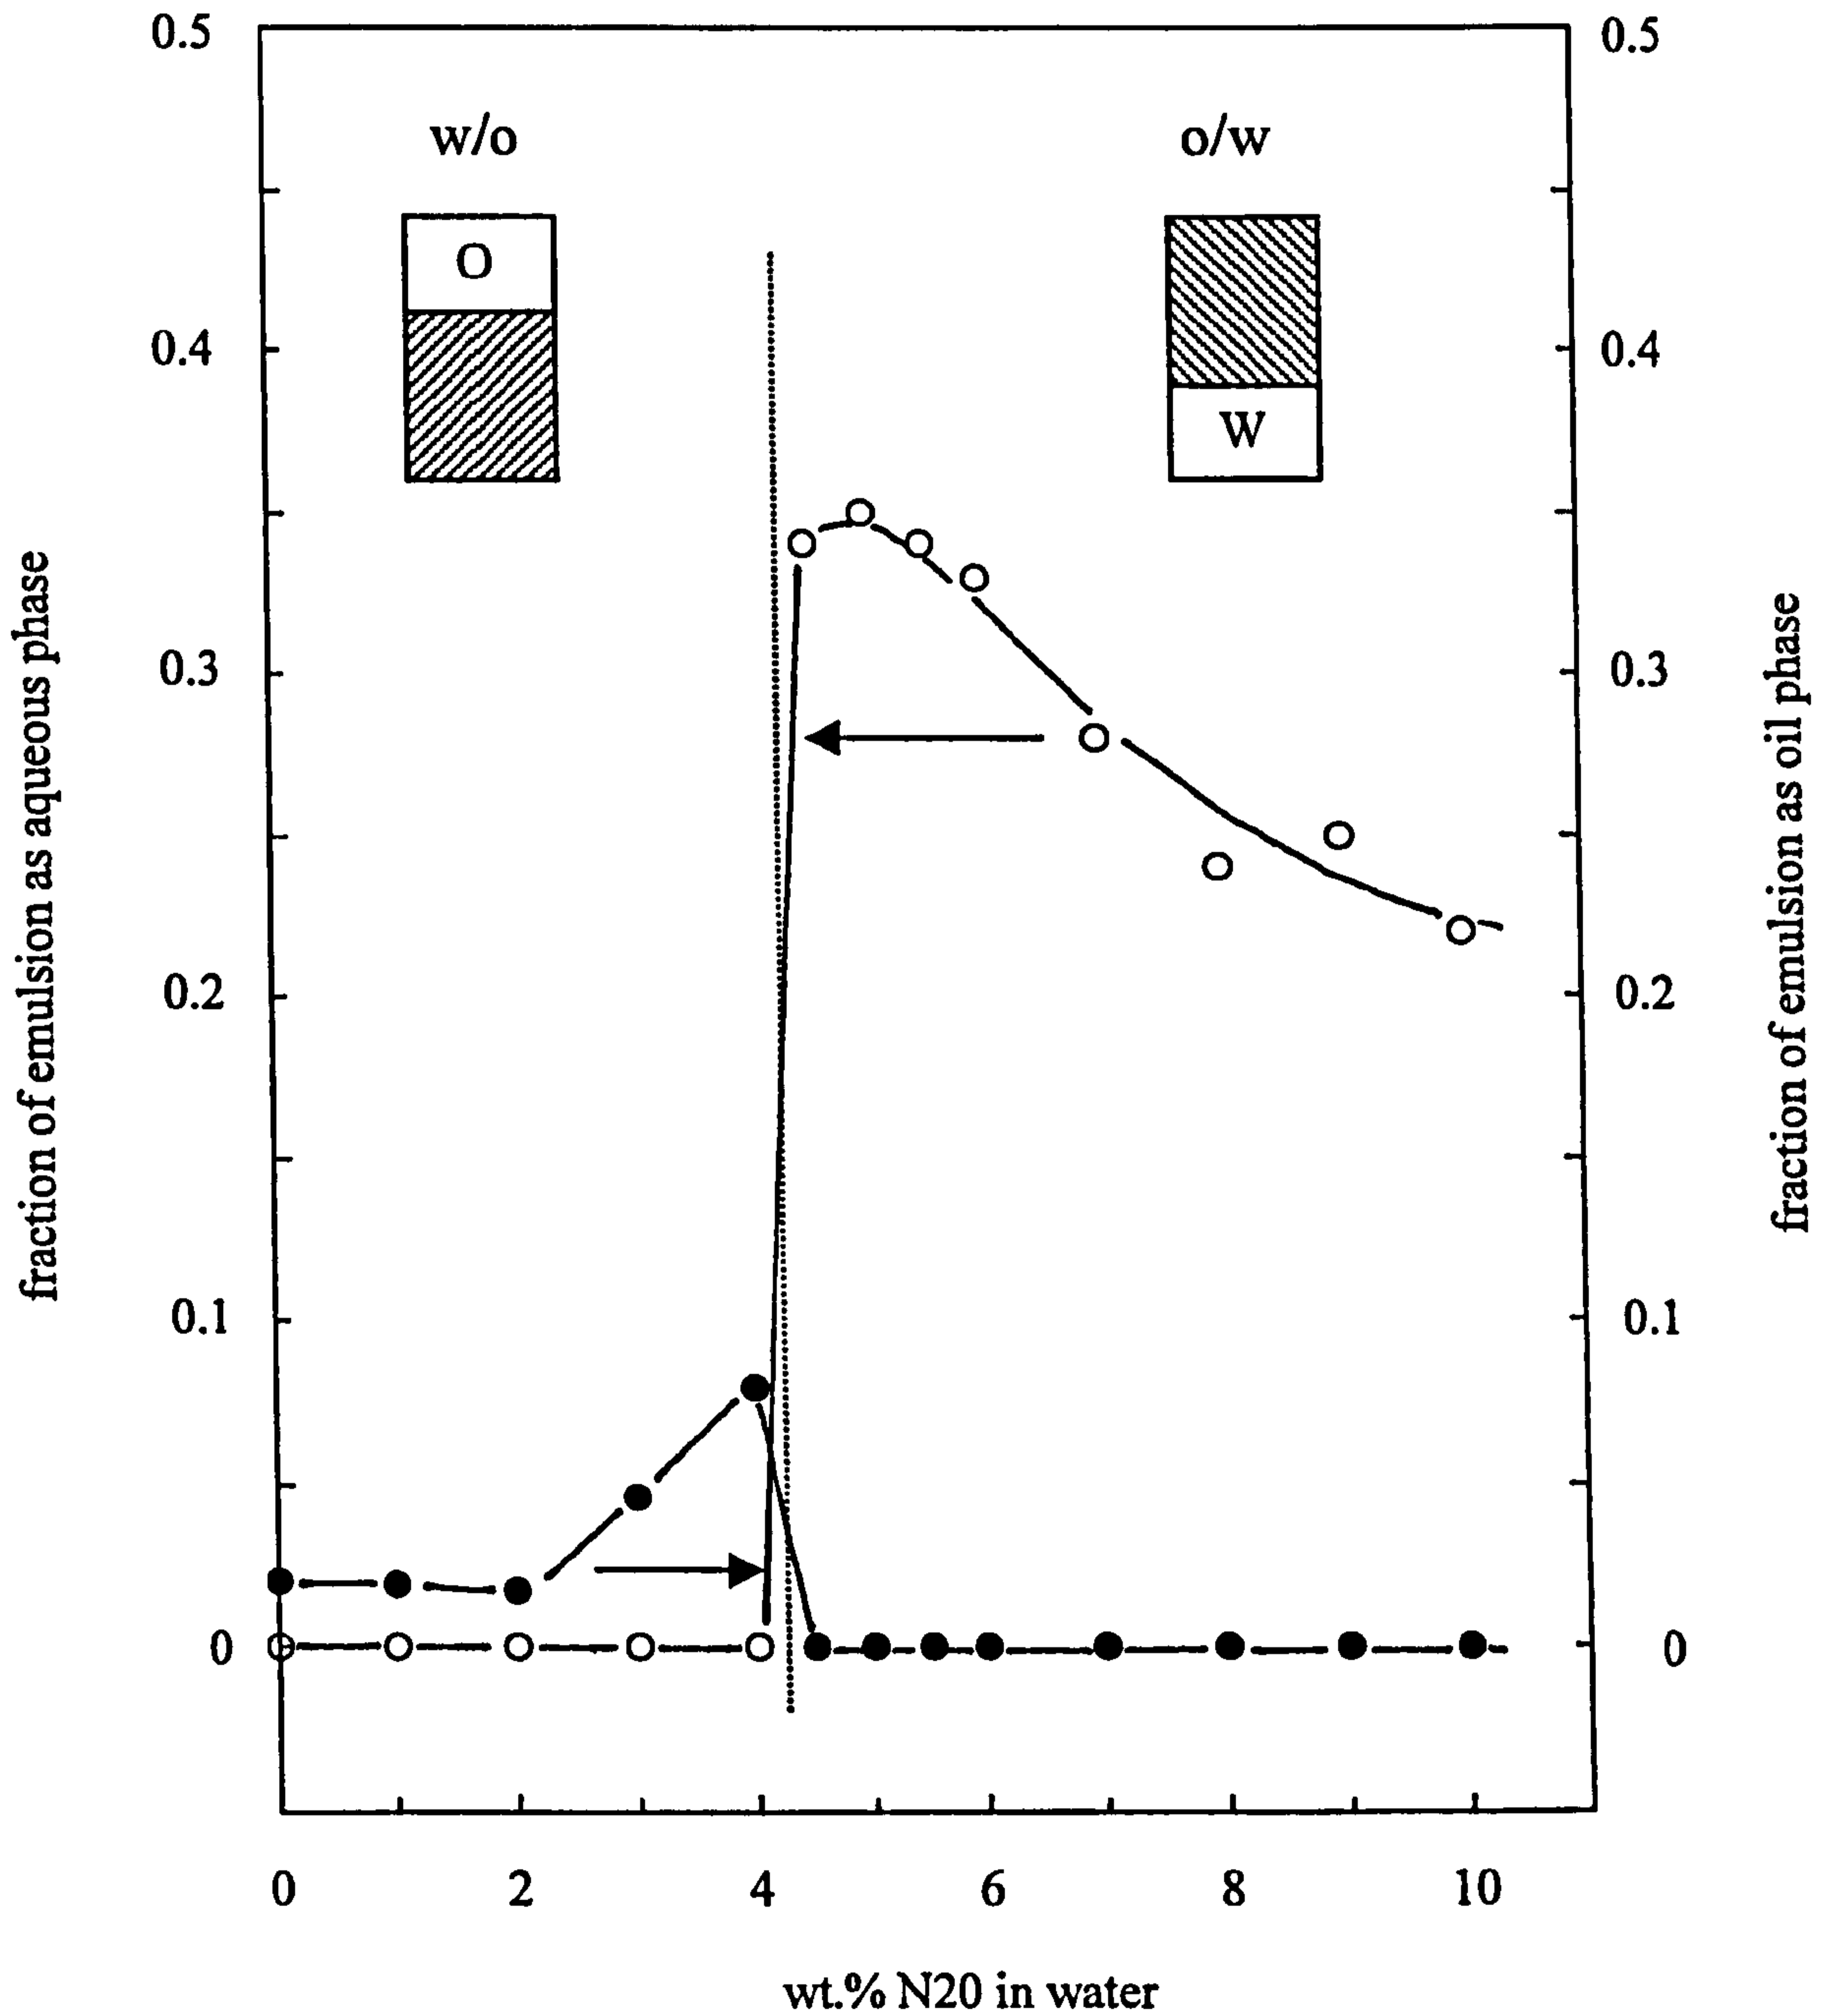 0.5
0.5
w/o
o/w
O
0.4
0.4
W
0.3
0.3
fraction of emulsion as aqueous phase
fraction of emulsion as oil phase
0.2
0.2
0.1
0.1
0
0
0 2 4 6 8 10
wt.% N20 in water